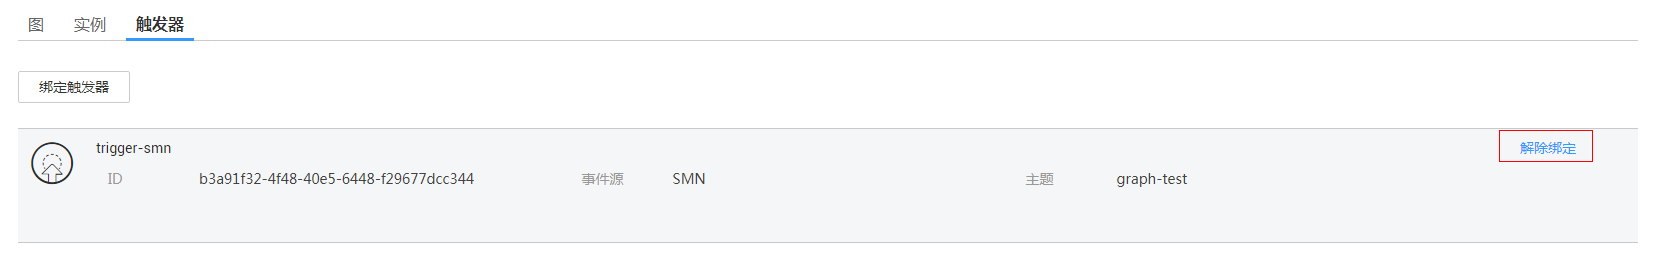 图 实例 触发器
绑定触发器
trigger-smn 解除绑定
ID b3a91f32-4f48-40e5-6448-f29677dcc344 事件源 SMN 主题 graph-test